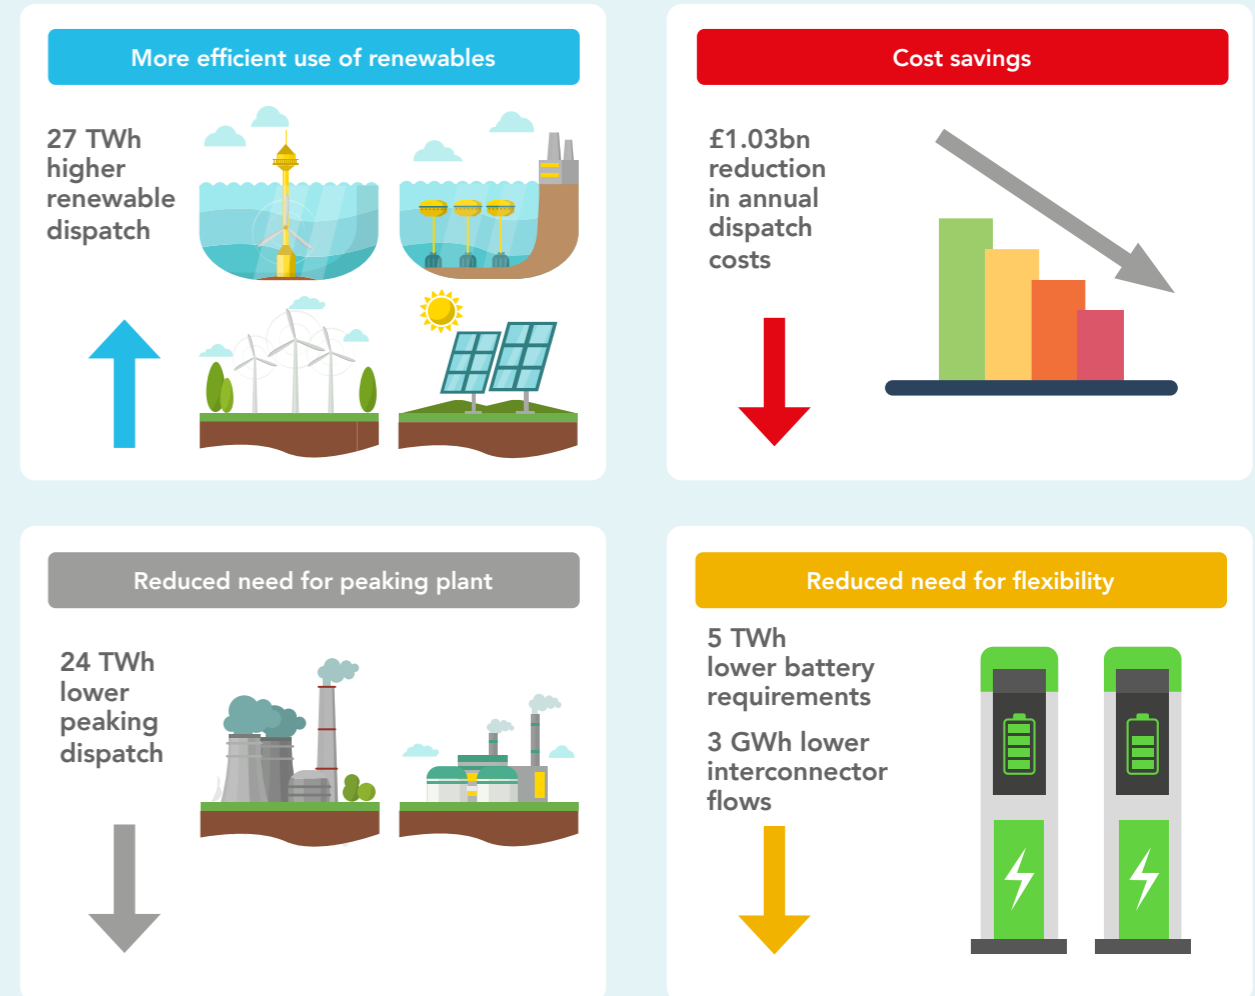 More efficient use of renewables
27 TWh
higher
renewable
dispatch
Cost savings
£1.03bn
reduction
in annual
dispatch
costs
Reduced need for peaking plant
24 TWh
lower
peaking
dispatch
Reduced need for flexibility
5 TWh
lower battery
requirements
3 GWh lower
interconnector
flows